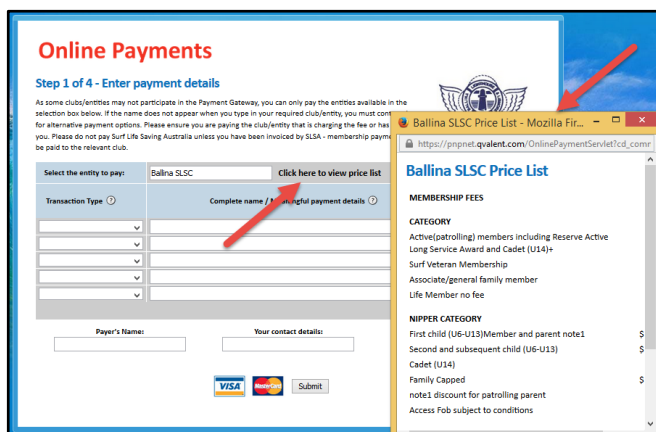 Online Payments
Step 1 of 4 - Enter payment details
As some clubs/entities may not participate in the Payment Gateway, you can only pay the entities available in the
selection box below. If the name does not appear when you type in your required club/entity, you must cont
for alternative payment options. Please ensure you are paying the club/entity that is charging the fee or has
you. Please do not pay Surf Life Saving Australia unless you have been invoiced by SLSA - membership payme
be paid to the relevant club.
Select the entity to pay: Ballina SLSC Click here to view price list
Transaction Type ? Complete name / Meaningful payment details ?
Payer's Name: Your contact details:
VISA MasterCard Submit
Ballina SLSC Price List - Mozilla Fir...
https://pnpnet.qvalent.com/OnlinePaymentServlet?cd_comr
Ballina SLSC Price List
MEMBERSHIP FEES
CATEGORY
Active(patrolling) members including Reserve Active
Long Service Award and Cadet (U14)+
Surf Veteran Membership
Associate/general family member
Life Member no fee
NIPPER CATEGORY
First child (U6-U13)Member and parent note1 $
Second and subsequent child (U6-U13) $
Cadet (U14)
Family Capped $
note1 discount for patrolling parent
Access Fob subject to conditions